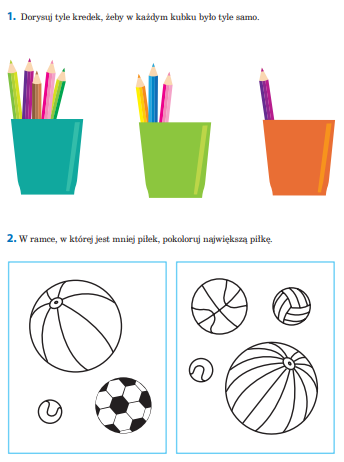 1. Dorysuj tyle kredek, żeby w każdym kubku było tyle samo.
2. W ramce, w której jest mniej piłek, pokoloruj największą piłkę.